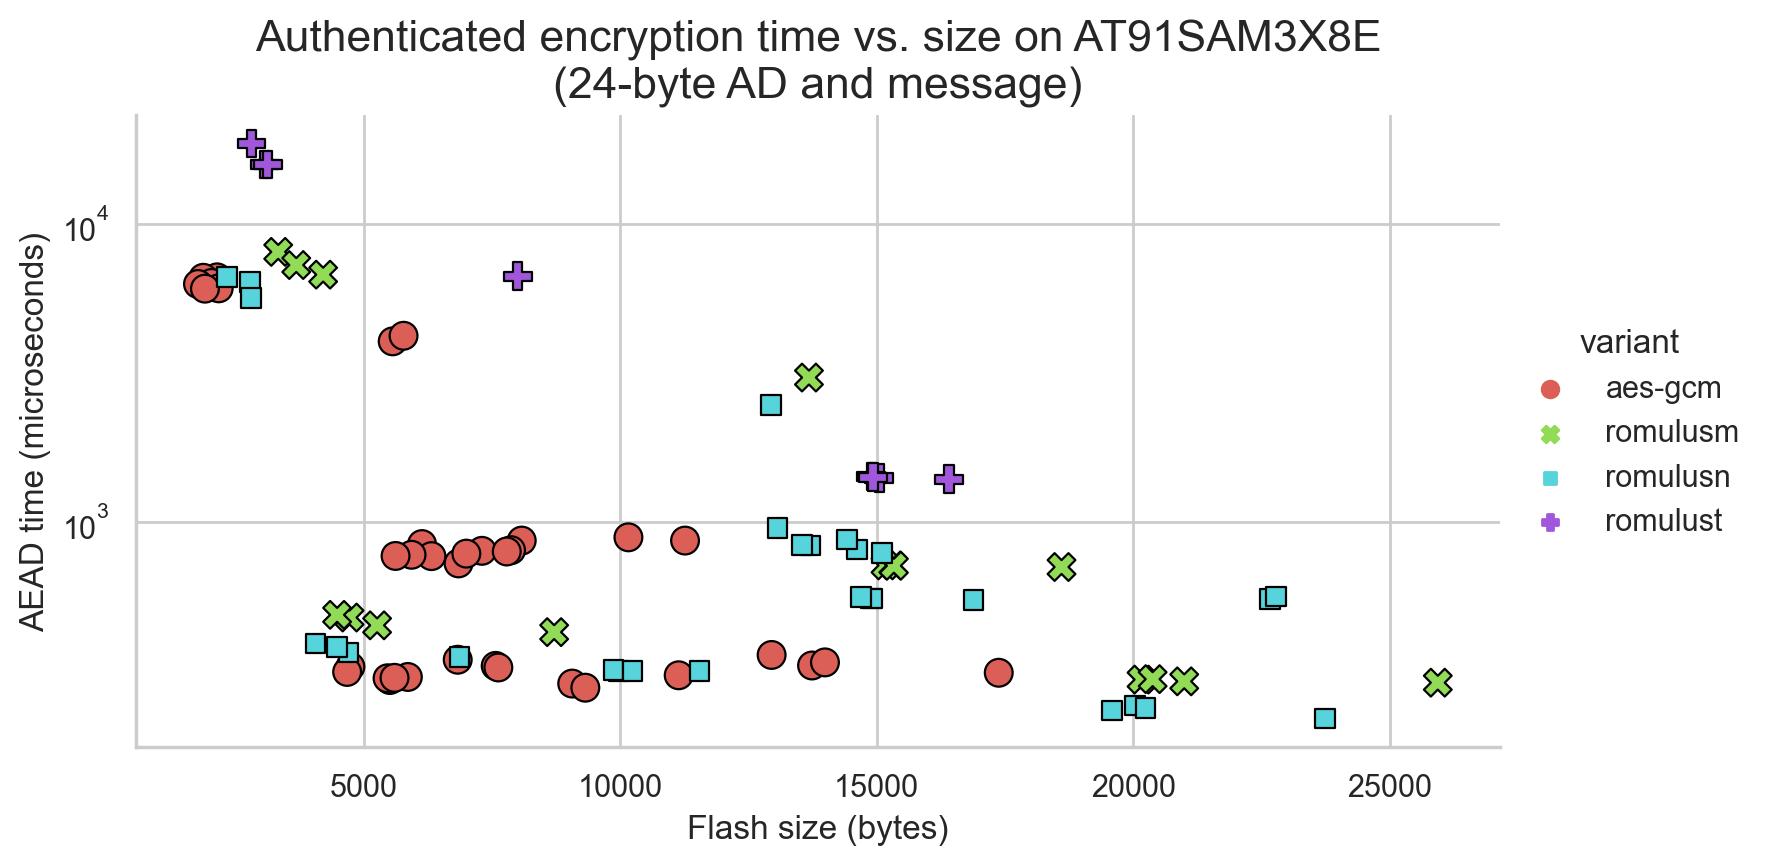 Authenticated encryption time vs. size on AT91SAM3X8E
(24-byte AD and message)
AEAD time (microseconds)
10^4
10^3
5000 10000 15000 20000 25000
Flash size (bytes)
variant
aes-gcm
romulusm
romulusn
romulust